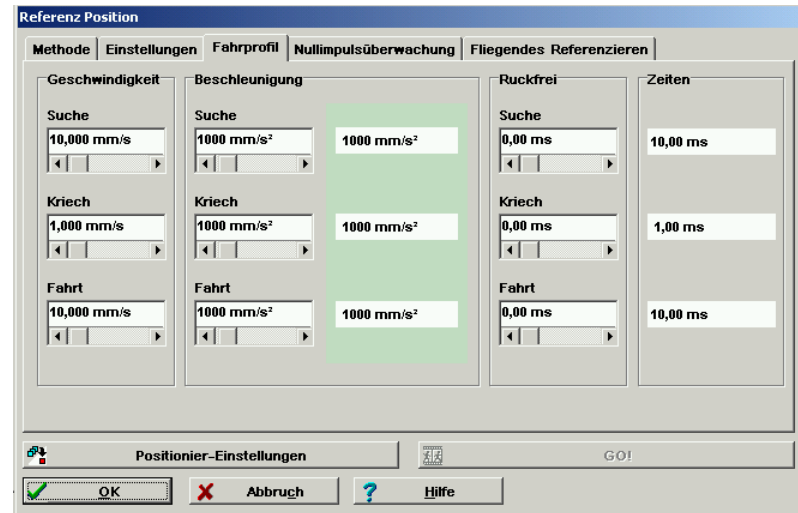 Referenz Position
Methode Einstellungen Fahrprofil Nullimpulsüberwachung Fliegendes Referenzieren
Geschwindigkeit Beschleunigung Ruckfrei Zeiten
Suche Suche Suche
10,000 mm/s 1000 mm/s² 1000 mm/s² 0,00 ms 10,00 ms
Kriech Kriech Kriech
1,000 mm/s 1000 mm/s² 1000 mm/s² 0,00 ms 1,00 ms
Fahrt Fahrt Fahrt
10,000 mm/s 1000 mm/s² 1000 mm/s² 0,00 ms 10,00 ms
Positionier-Einstellungen GO!
OK Abbruch Hilfe